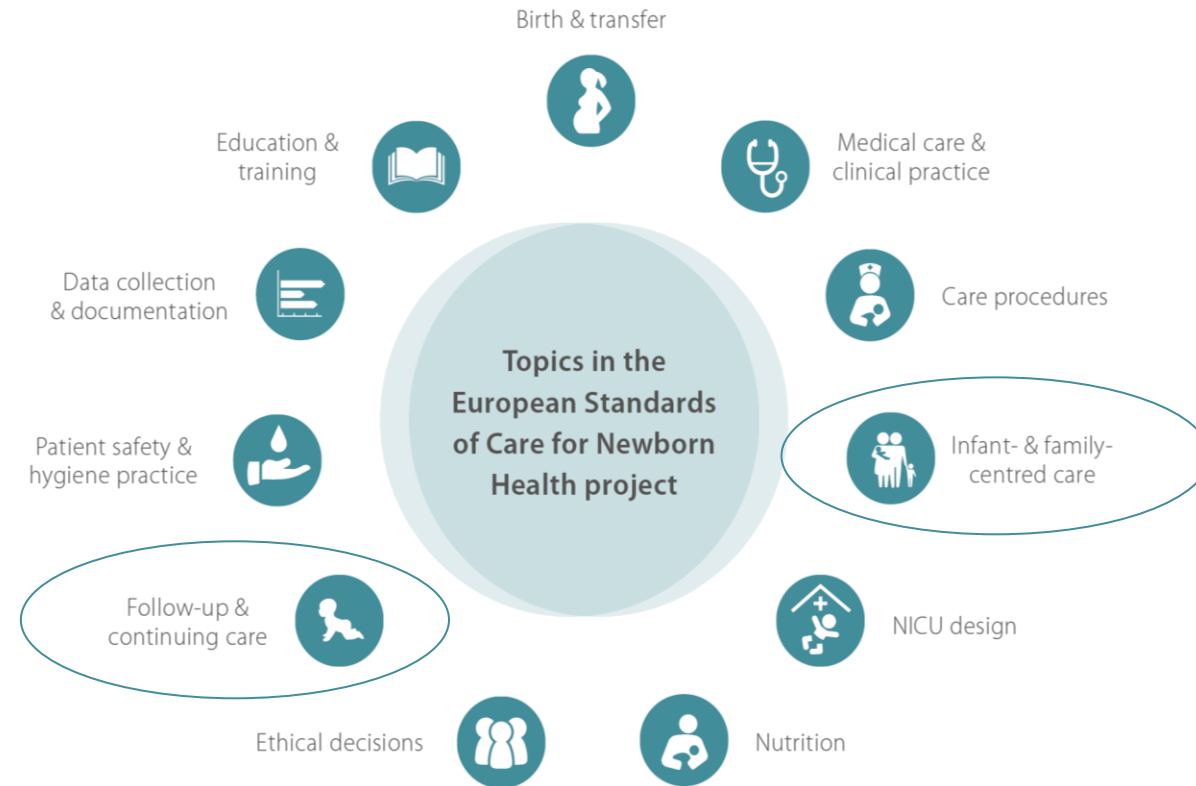 Birth & transfer
Medical care &
clinical practice
Care procedures
Infant- & family-
centred care
NICU design
Nutrition
Ethical decisions
Follow-up &
continuing care
Patient safety &
hygiene practice
Data collection
& documentation
Education &
training
Topics in the
European Standards
of Care for Newborn
Health project